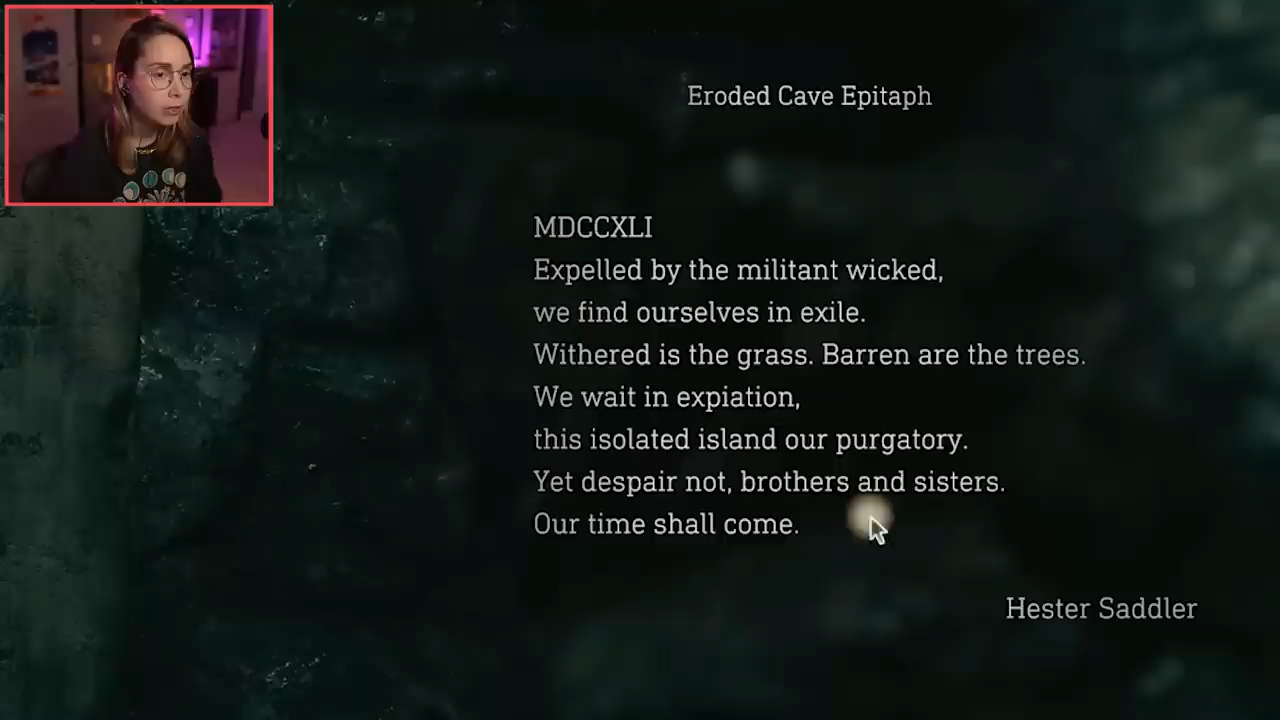 Eroded Cave Epitaph
MDCCXLI
Expelled by the militant wicked,
we find ourselves in exile.
Withered is the grass. Barren are the trees.
We wait in expiation,
this isolated island our purgatory.
Yet despair not, brothers and sisters.
Our time shall come.
Hester Saddler